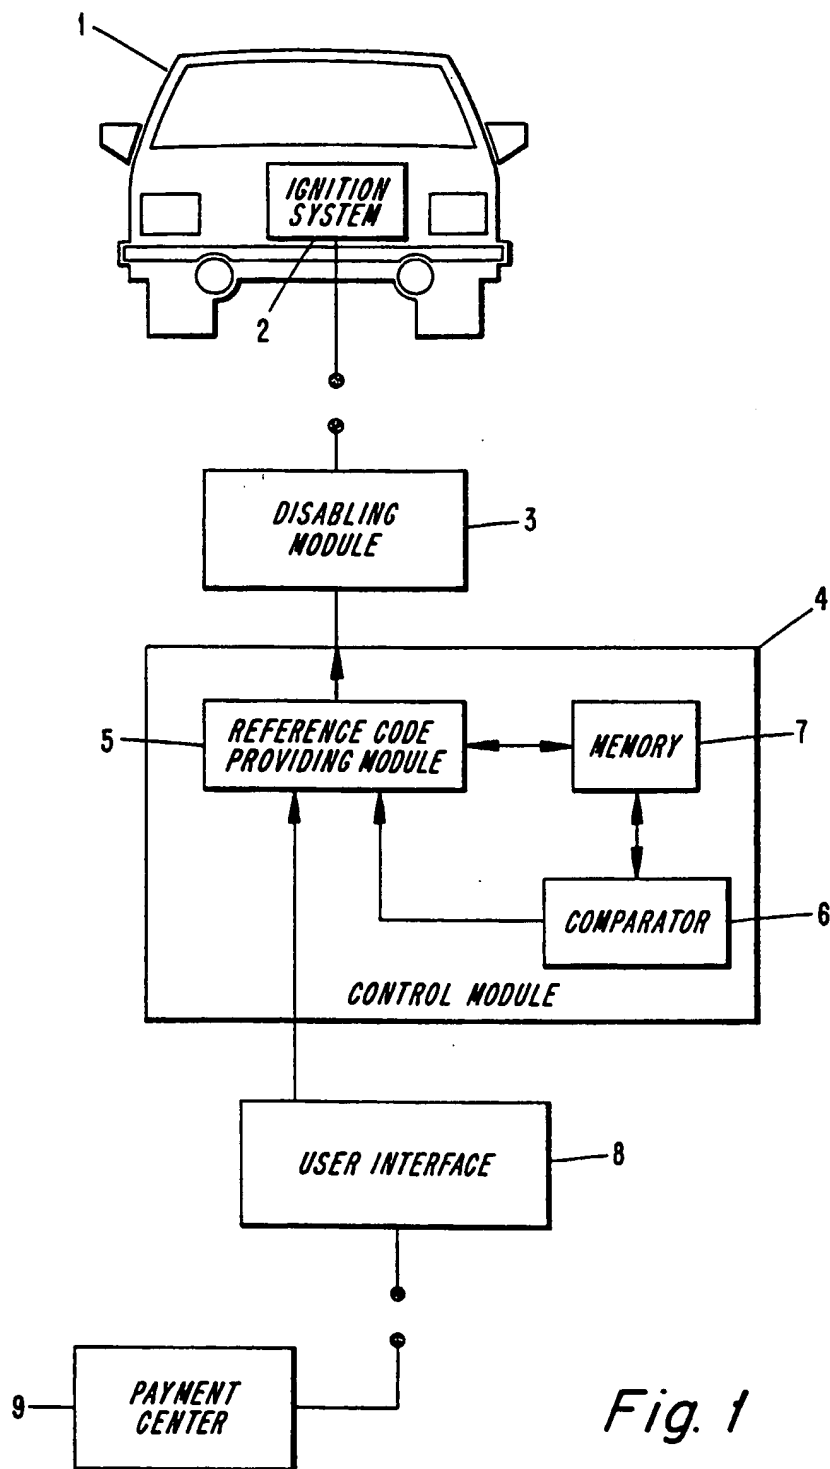 1
IGNITION
SYSTEM
2
DISABLING
MODULE
3
4
5
REFERENCE CODE
PROVIDING MODULE
MEMORY
7
COMPARATOR
6
CONTROL MODULE
USER INTERFACE
8
9
PAYMENT
CENTER
Fig. 1